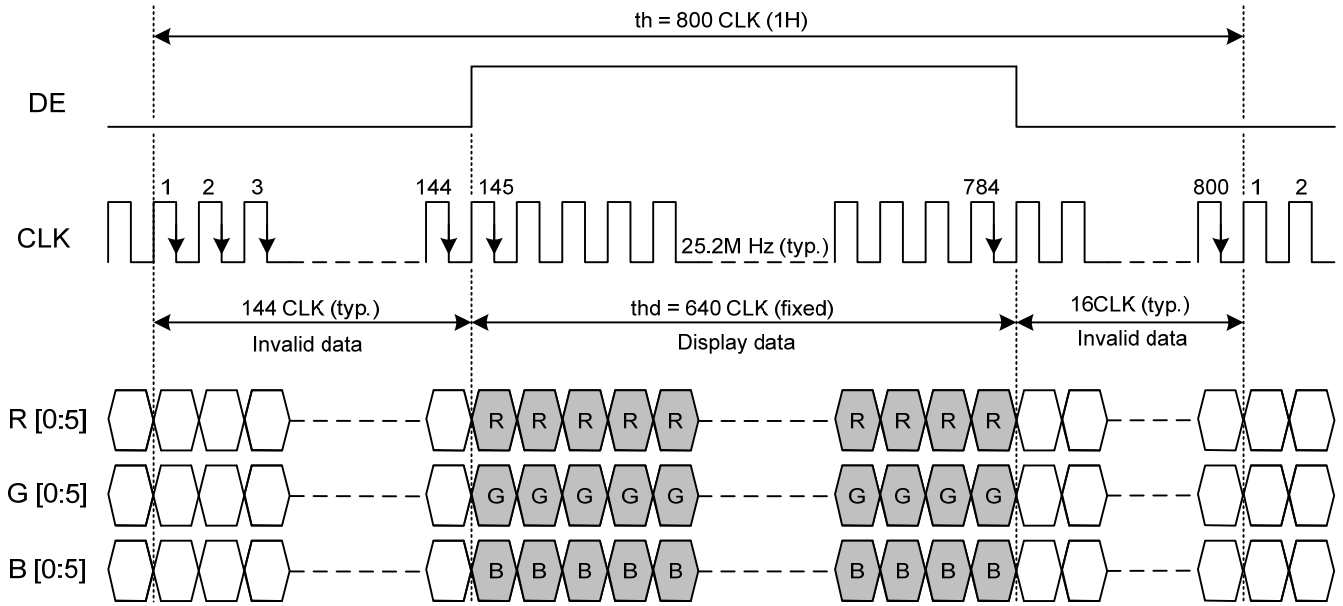 th = 800 CLK (1H)
DE
1 2 3 144 145 784 800 1 2
CLK
25.2M Hz (typ.)
144 CLK (typ.) thd = 640 CLK (fixed) 16CLK (typ.)
Invalid data Display data Invalid data
R [0:5] R R R R R R R R R
G [0:5] G G G G G G G G G
B [0:5] B B B B B B B B B